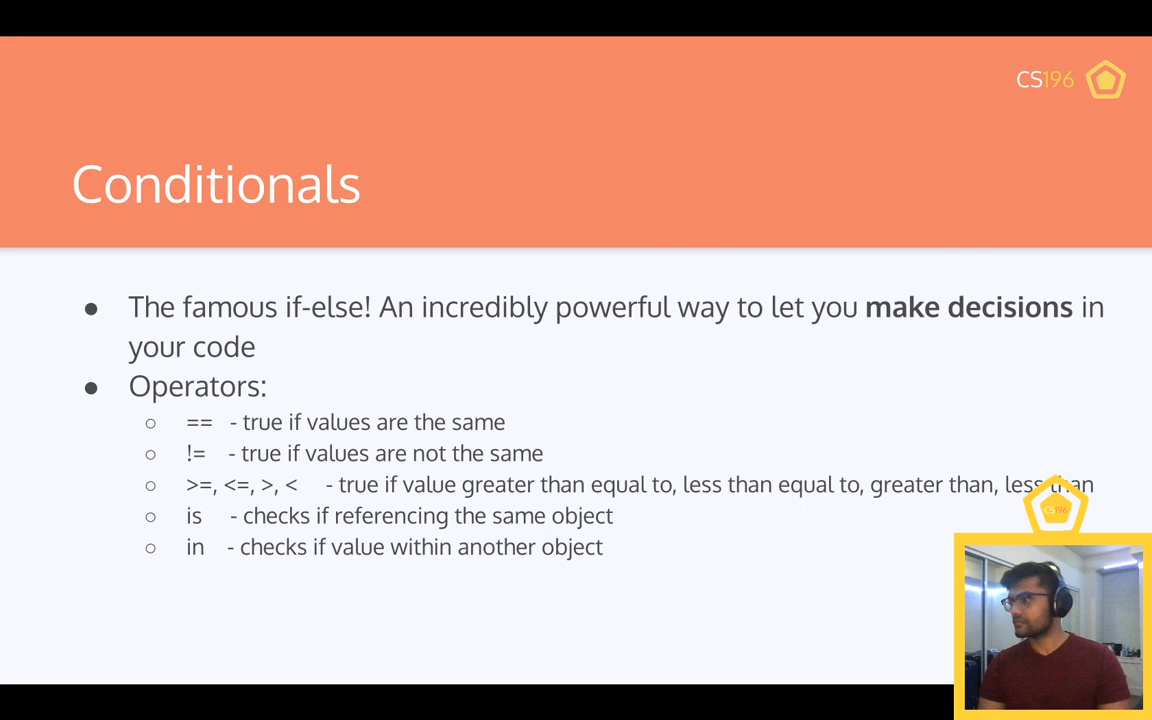 CS196
Conditionals
● The famous if-else! An incredibly powerful way to let you make decisions in
your code
● Operators:
○ == - true if values are the same
○ != - true if values are not the same
○ >=, <=, >, < - true if value greater than equal to, less than equal to, greater than, less than
○ is - checks if referencing the same object
○ in - checks if value within another object
CS196